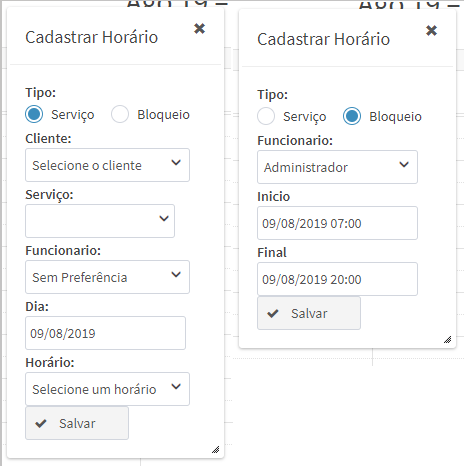 Cadastrar Horário
Tipo:
Serviço Bloqueio
Cliente:
Selecione o cliente
Serviço:
Funcionario:
Sem Preferência
Dia:
09/08/2019
Horário:
Selecione um horário
Salvar
Cadastrar Horário
Tipo:
Serviço Bloqueio
Funcionario:
Administrador
Inicio
09/08/2019 07:00
Final
09/08/2019 20:00
Salvar